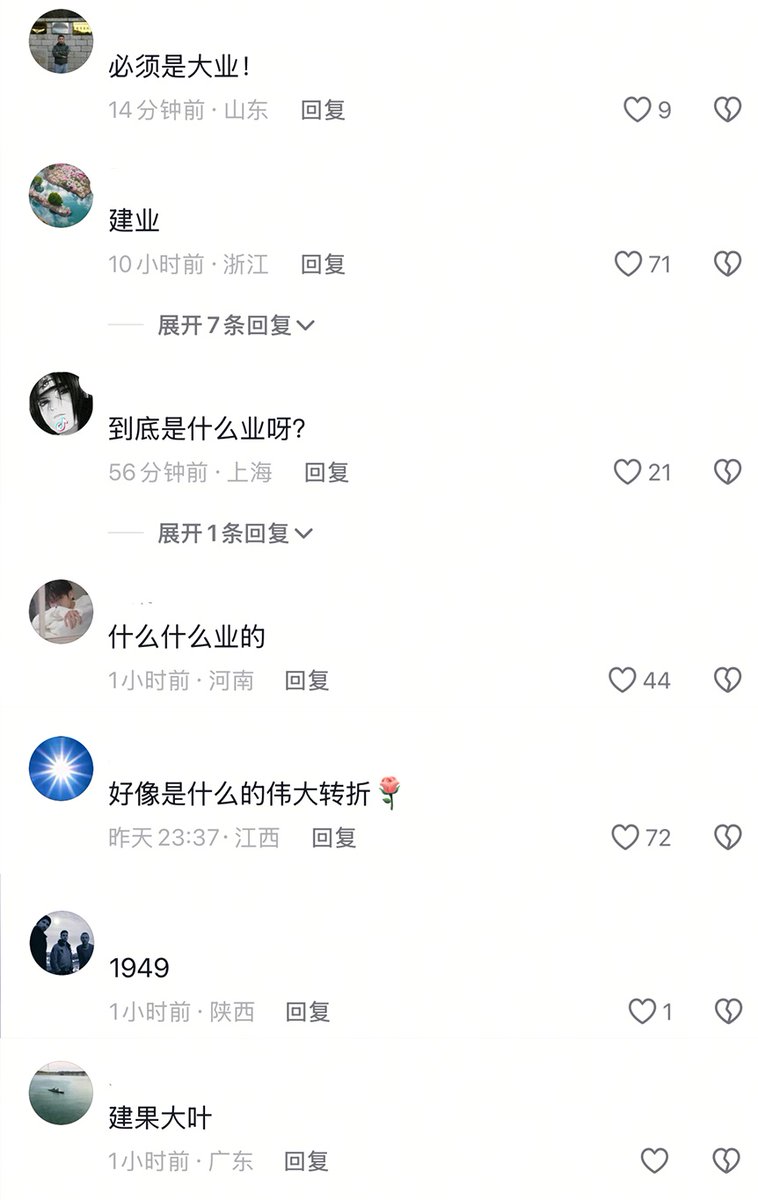 必须是大业！
14分钟前·山东 回复 9
建业
10小时前·浙江 回复 71
展开7条回复
到底是什么业呀?
56分钟前·上海 回复 21
展开1条回复
什么什么业的
1小时前·河南 回复 44
好像是什么的伟大转折🌹
昨天23:37·江西 回复 72
1949
1小时前·陕西 回复 1
建果大叶
1小时前·广东 回复